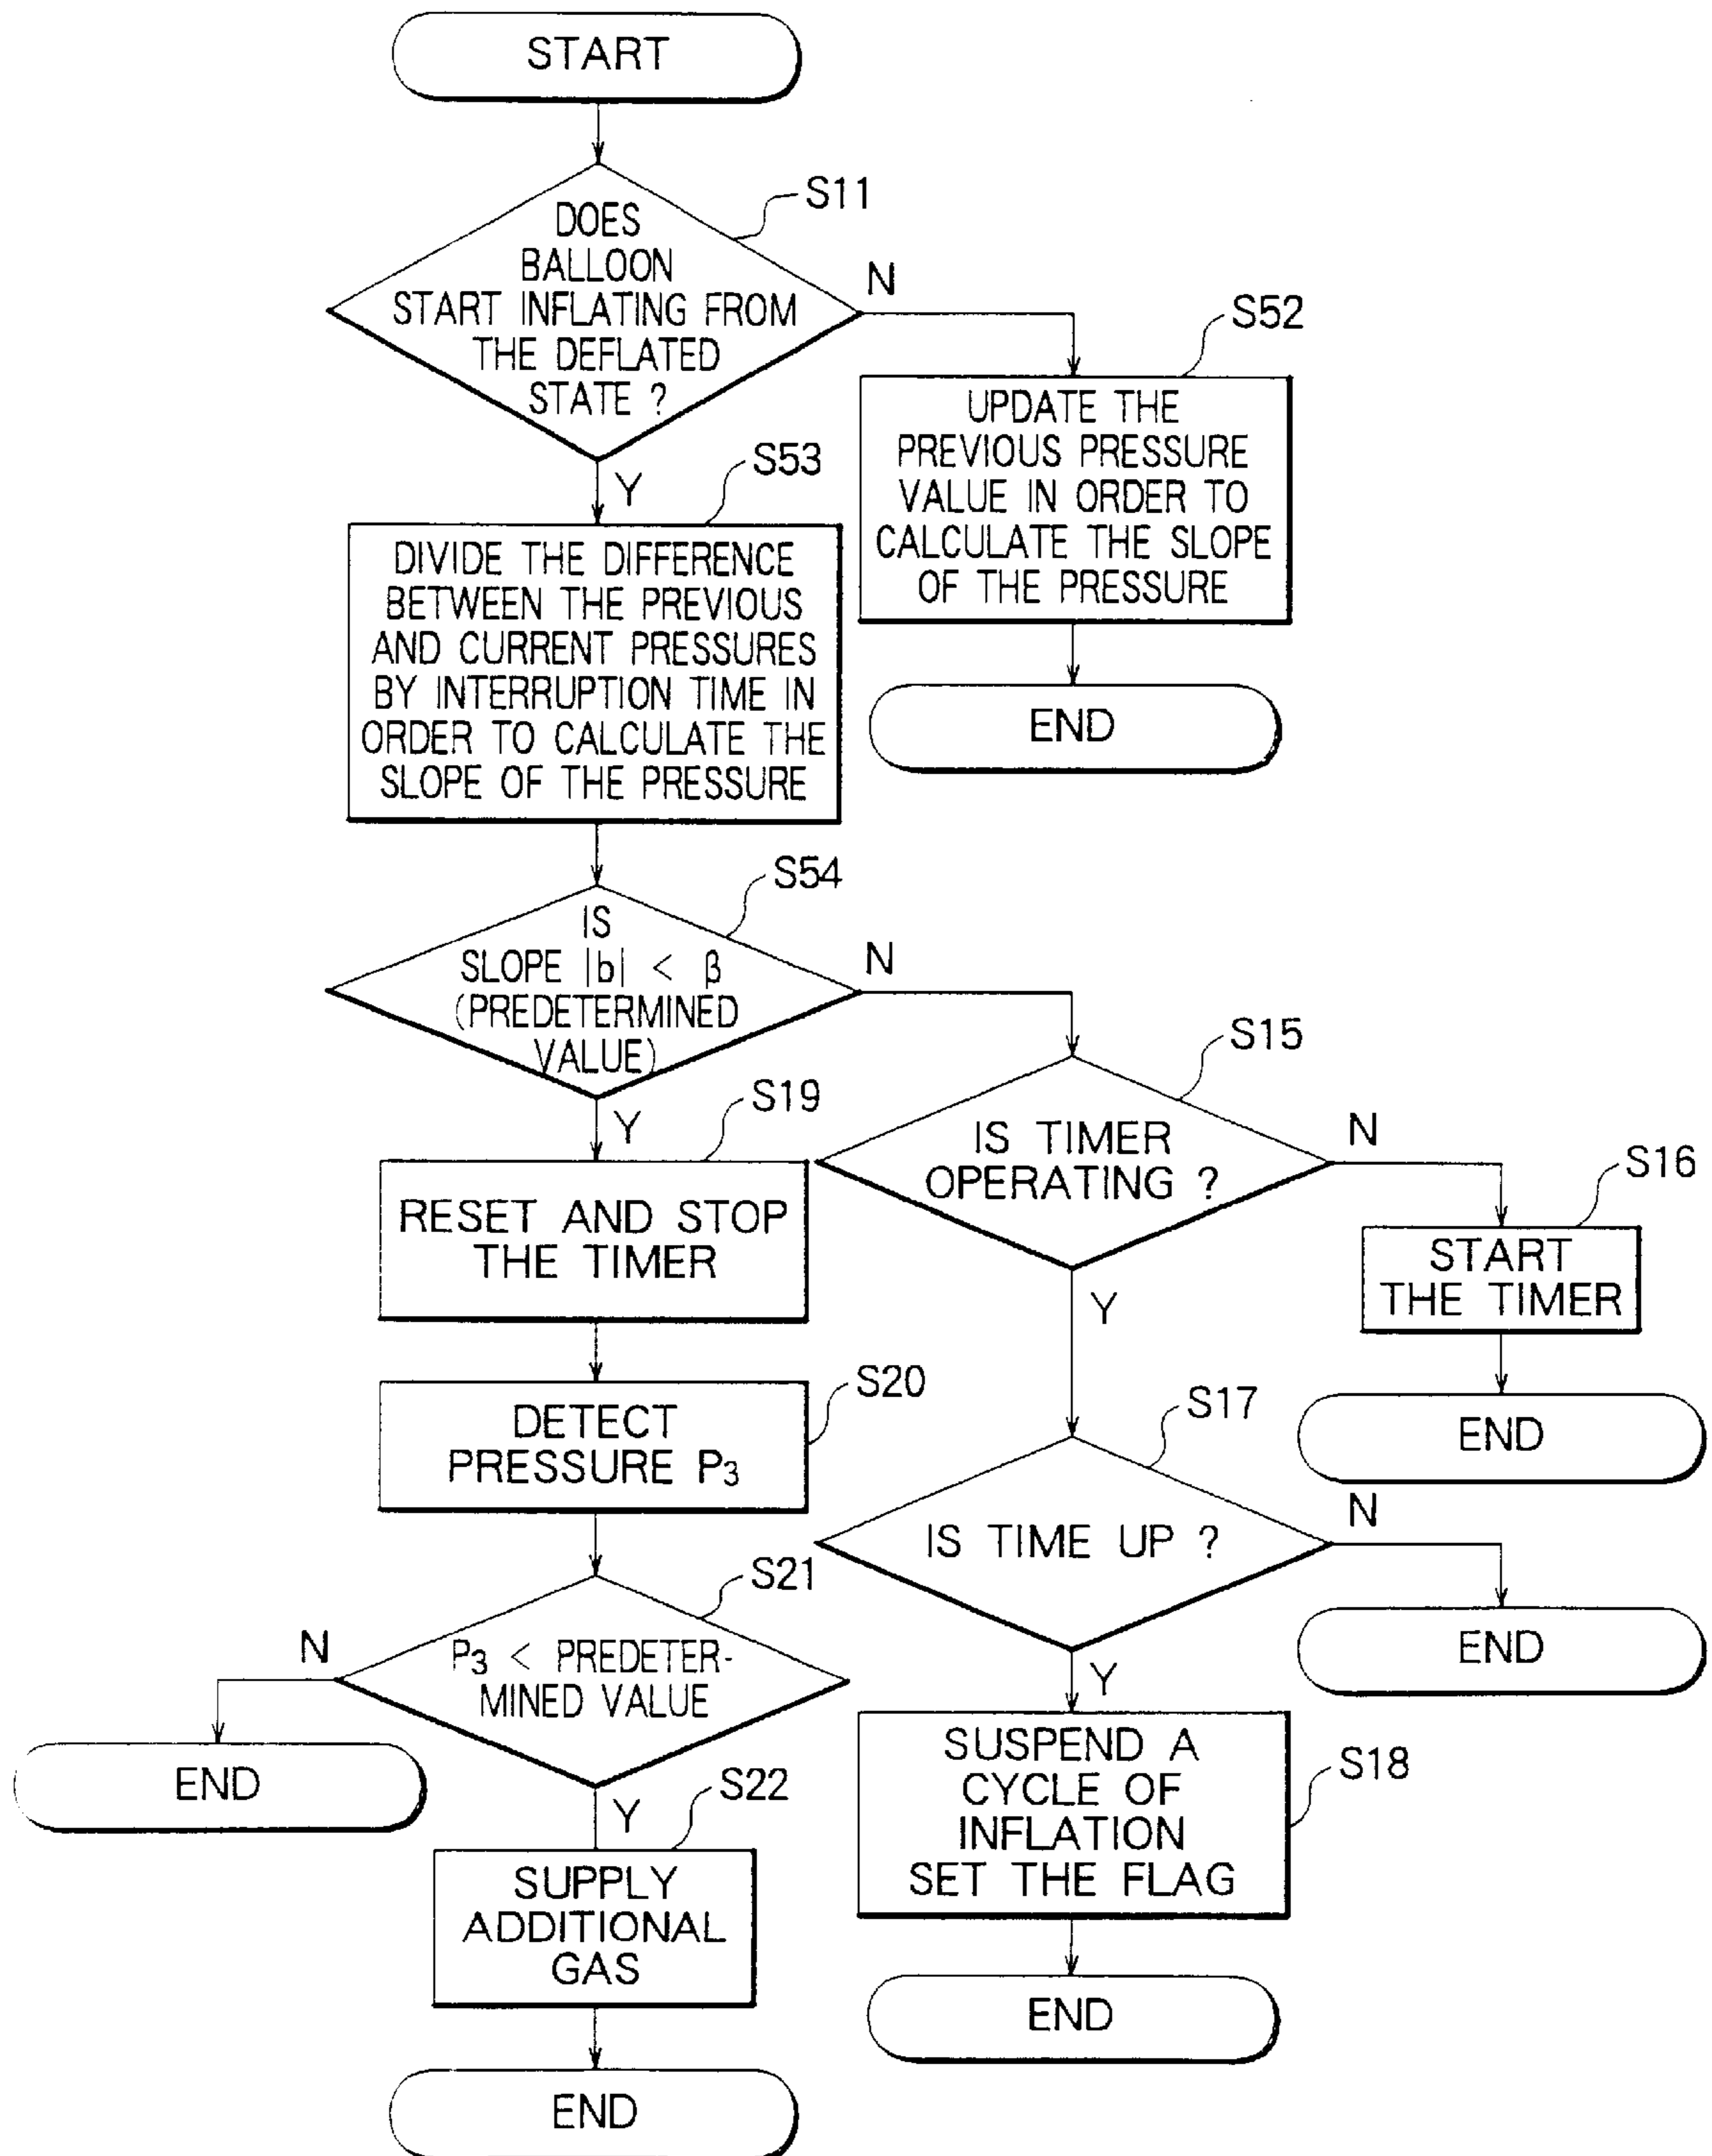 START
S11
DOES
BALLOON
START INFLATING FROM
THE DEFLATED
STATE ?
N
Y
S52
UPDATE THE
PREVIOUS PRESSURE
VALUE IN ORDER TO
CALCULATE THE SLOPE
OF THE PRESSURE
END
S53
DIVIDE THE DIFFERENCE
BETWEEN THE PREVIOUS
AND CURRENT PRESSURES
BY INTERRUPTION TIME IN
ORDER TO CALCULATE THE
SLOPE OF THE PRESSURE
S54
IS
SLOPE |b| < β
(PREDETERMINED
VALUE)
N
Y
S15
IS TIMER
OPERATING ?
N
Y
S16
START
THE TIMER
END
S19
RESET AND STOP
THE TIMER
S20
DETECT
PRESSURE P3
S17
IS TIME UP ?
N
Y
END
S21
P3 < PREDETER-
MINED VALUE
N
Y
END
S18
SUSPEND A
CYCLE OF
INFLATION
SET THE FLAG
END
S22
SUPPLY
ADDITIONAL
GAS
END